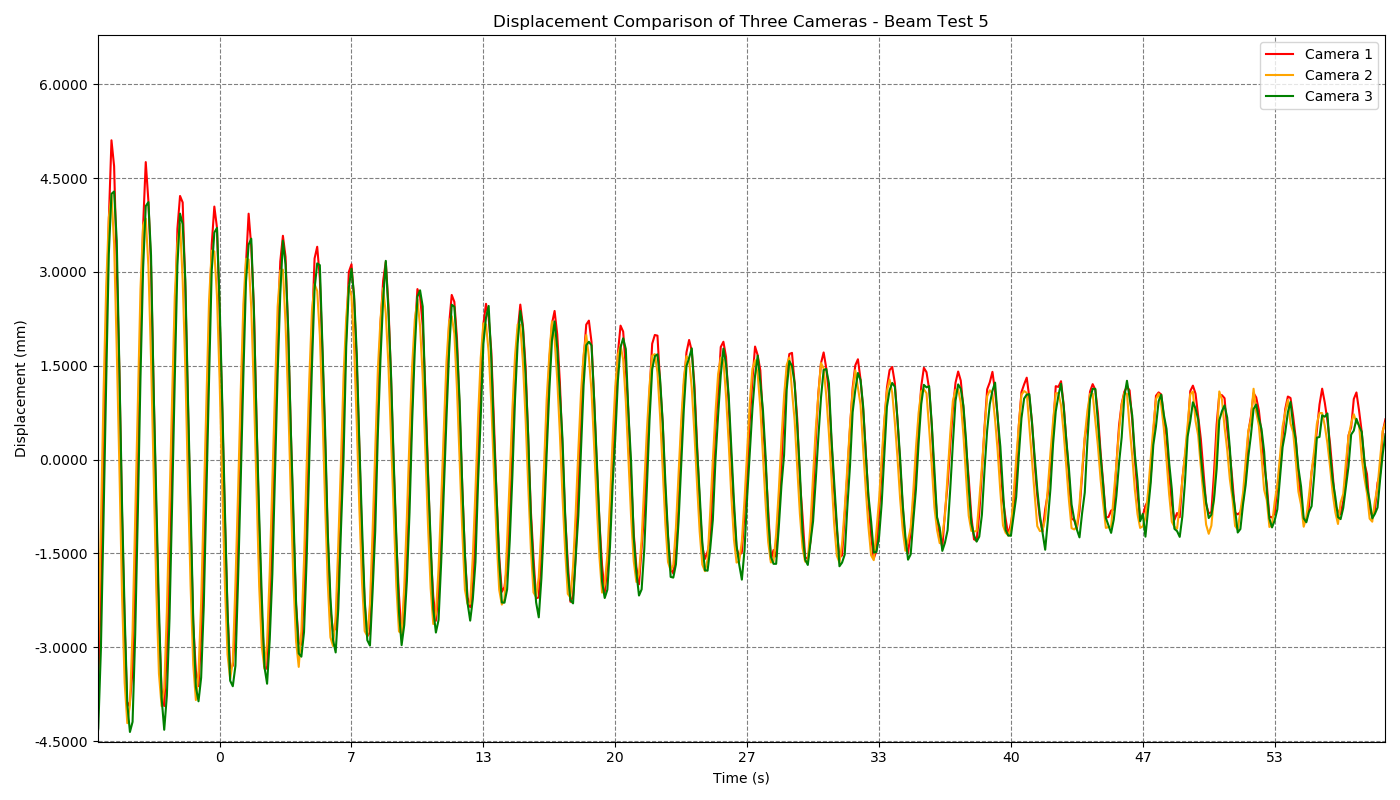 Displacement Comparison of Three Cameras - Beam Test 5
Camera 1
Camera 2
Camera 3
Displacement (mm)
6.0000
4.5000
3.0000
1.5000
0.0000
-1.5000
-3.0000
-4.5000
0 7 13 20 27 33 40 47 53
Time (s)